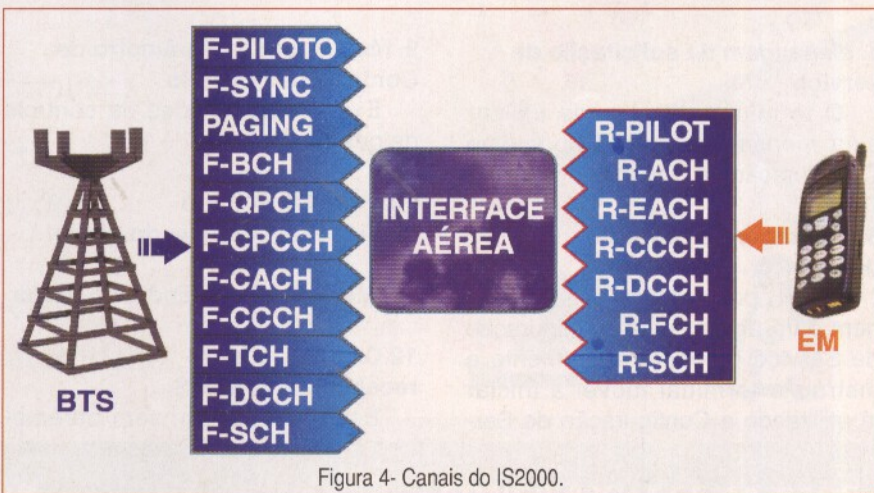 F-PILOTO
F-SYNC
PAGING
F-BCH
F-QPCH
F-CPCCH
F-CACH
F-CCCH
F-TCH
F-DCCH
F-SCH
BTS
INTERFACE
AÉREA
R-PILOT
R-ACH
R-EACH
R-CCCH
R-DCCH
R-FCH
R-SCH
EM
Figura 4- Canais do IS2000.